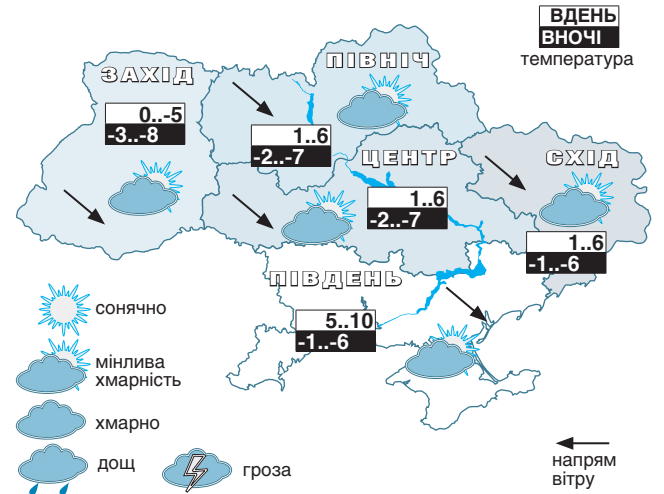 ВДЕНЬ
ВНОЧІ
температура
ПІВНІЧ
ЗАХІД
0..-5
-3..-8
1..6
-2..-7
ЦЕНТР
СХІД
1..6
-2..-7
1..6
-1..-6
ПІВДЕНЬ
5..10
-1..-6
сонячно
мінлива
хмарність
хмарно
дощ
гроза
напрям
вітру